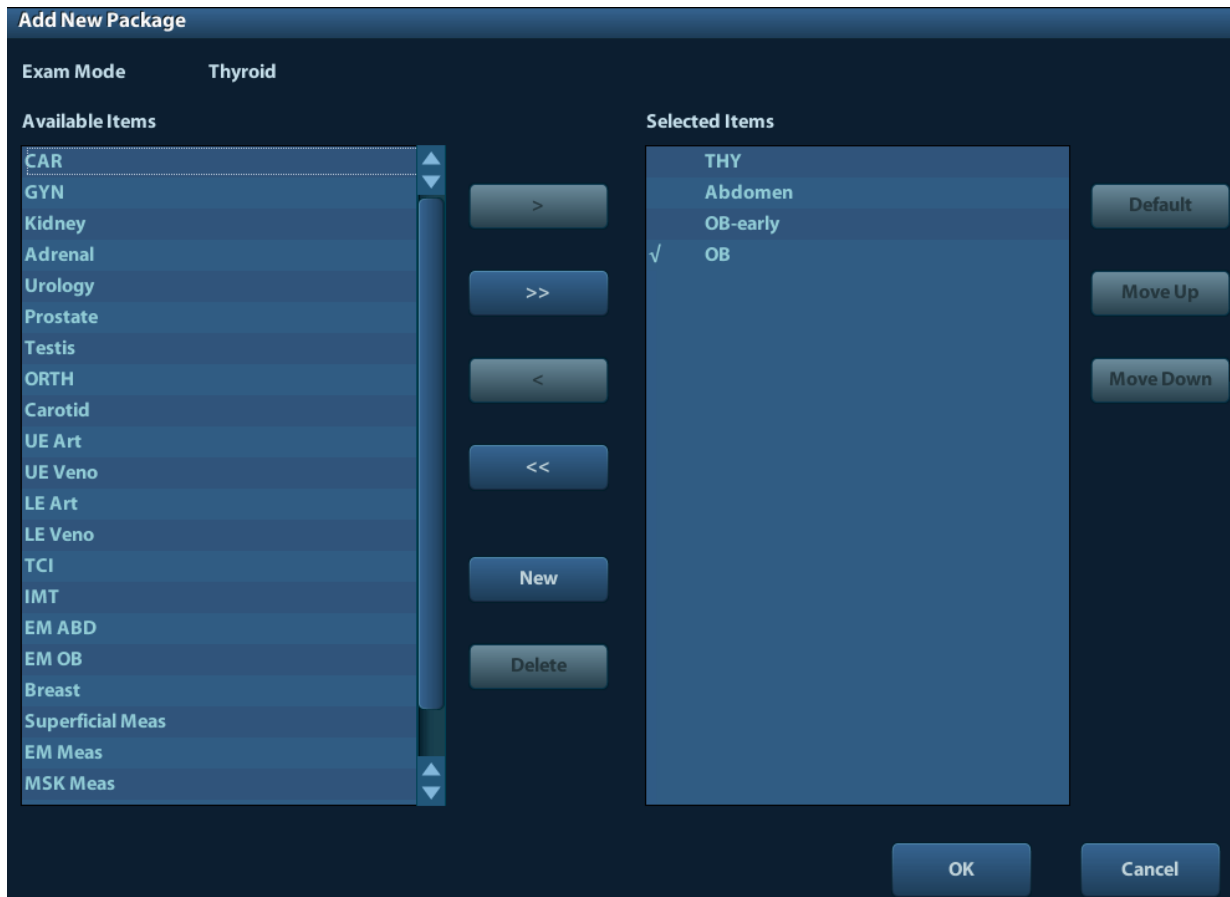 Add New Package
Exam Mode Thyroid
Available Items
CAR
GYN
Kidney
Adrenal
Urology
Prostate
Testis
ORTH
Carotid
UE Art
UE Veno
LE Art
LE Veno
TCI
IMT
EM ABD
EM OB
Breast
Superficial Meas
EM Meas
MSK Meas
>
>>
<
<<
New
Delete
Selected Items
THY
Abdomen
OB-early
√ OB
Default
Move Up
Move Down
OK
Cancel